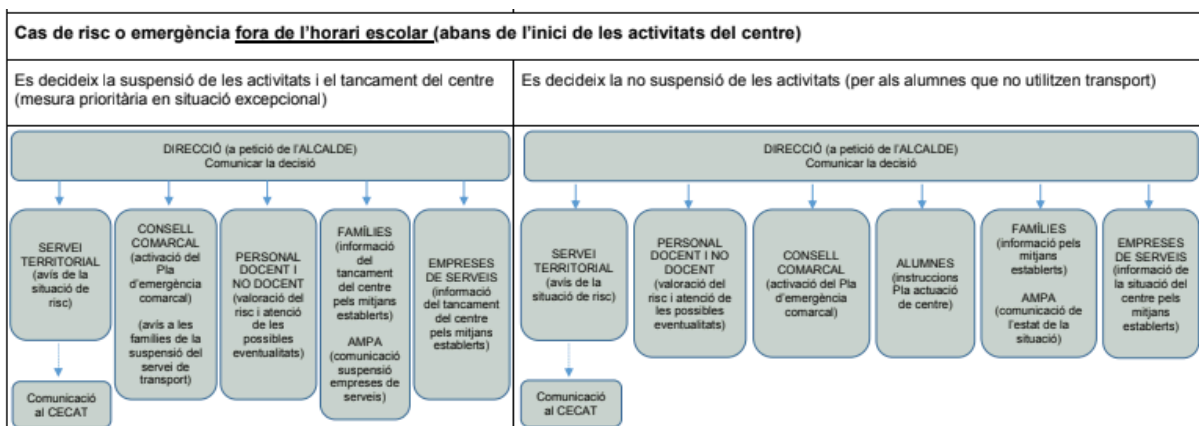 Cas de risc o emergència fora de l'horari escolar (abans de l'inici de les activitats del centre)
Es decideix la suspensió de les activitats i el tancament del centre
(mesura prioritària en situació excepcional)
DIRECCIÓ (a petició de l'ALCALDE)
Comunicar la decisió
SERVEI
TERRITORIAL
(avís de la
situació de
risc)
Comunicació
al CECAT
CONSELL
COMARCAL
(activació del
Pla
d'emergència
comarcal)
(avís a les
famílies de la
suspensió del
servei de
transport)
PERSONAL
DOCENT I
NO DOCENT
(valoració del
risc i atenció
de les
possibles
eventualitats)
FAMÍLIES
(informació
del
tancament
del centre
pels mitjans
establerts)
AMPA
(comunicació
suspensió
empreses de
serveis)
EMPRESES
DE SERVEIS
(informació
del tancament
del centre
pels mitjans
establerts)
Es decideix la no suspensió de les activitats (per als alumnes que no utilitzen transport)
DIRECCIÓ (a petició de l'ALCALDE)
Comunicar la decisió
SERVEI
TERRITORIAL
(avís de la
situació de risc)
Comunicació
al CECAT
PERSONAL
DOCENT I NO
DOCENT
(valoració del
risc i atenció de
les possibles
eventualitats)
CONSELL
COMARCAL
(activació del Pla
d'emergència
comarcal)
ALUMNES
(instruccions
Pla actuació
de centre)
FAMÍLIES
(informació pels
mitjans
establerts)
AMPA
(comunicació de
l'estat de la
situació)
EMPRESES
DE SERVEIS
(informació de
la situació del
centre pels
mitjans
establerts)